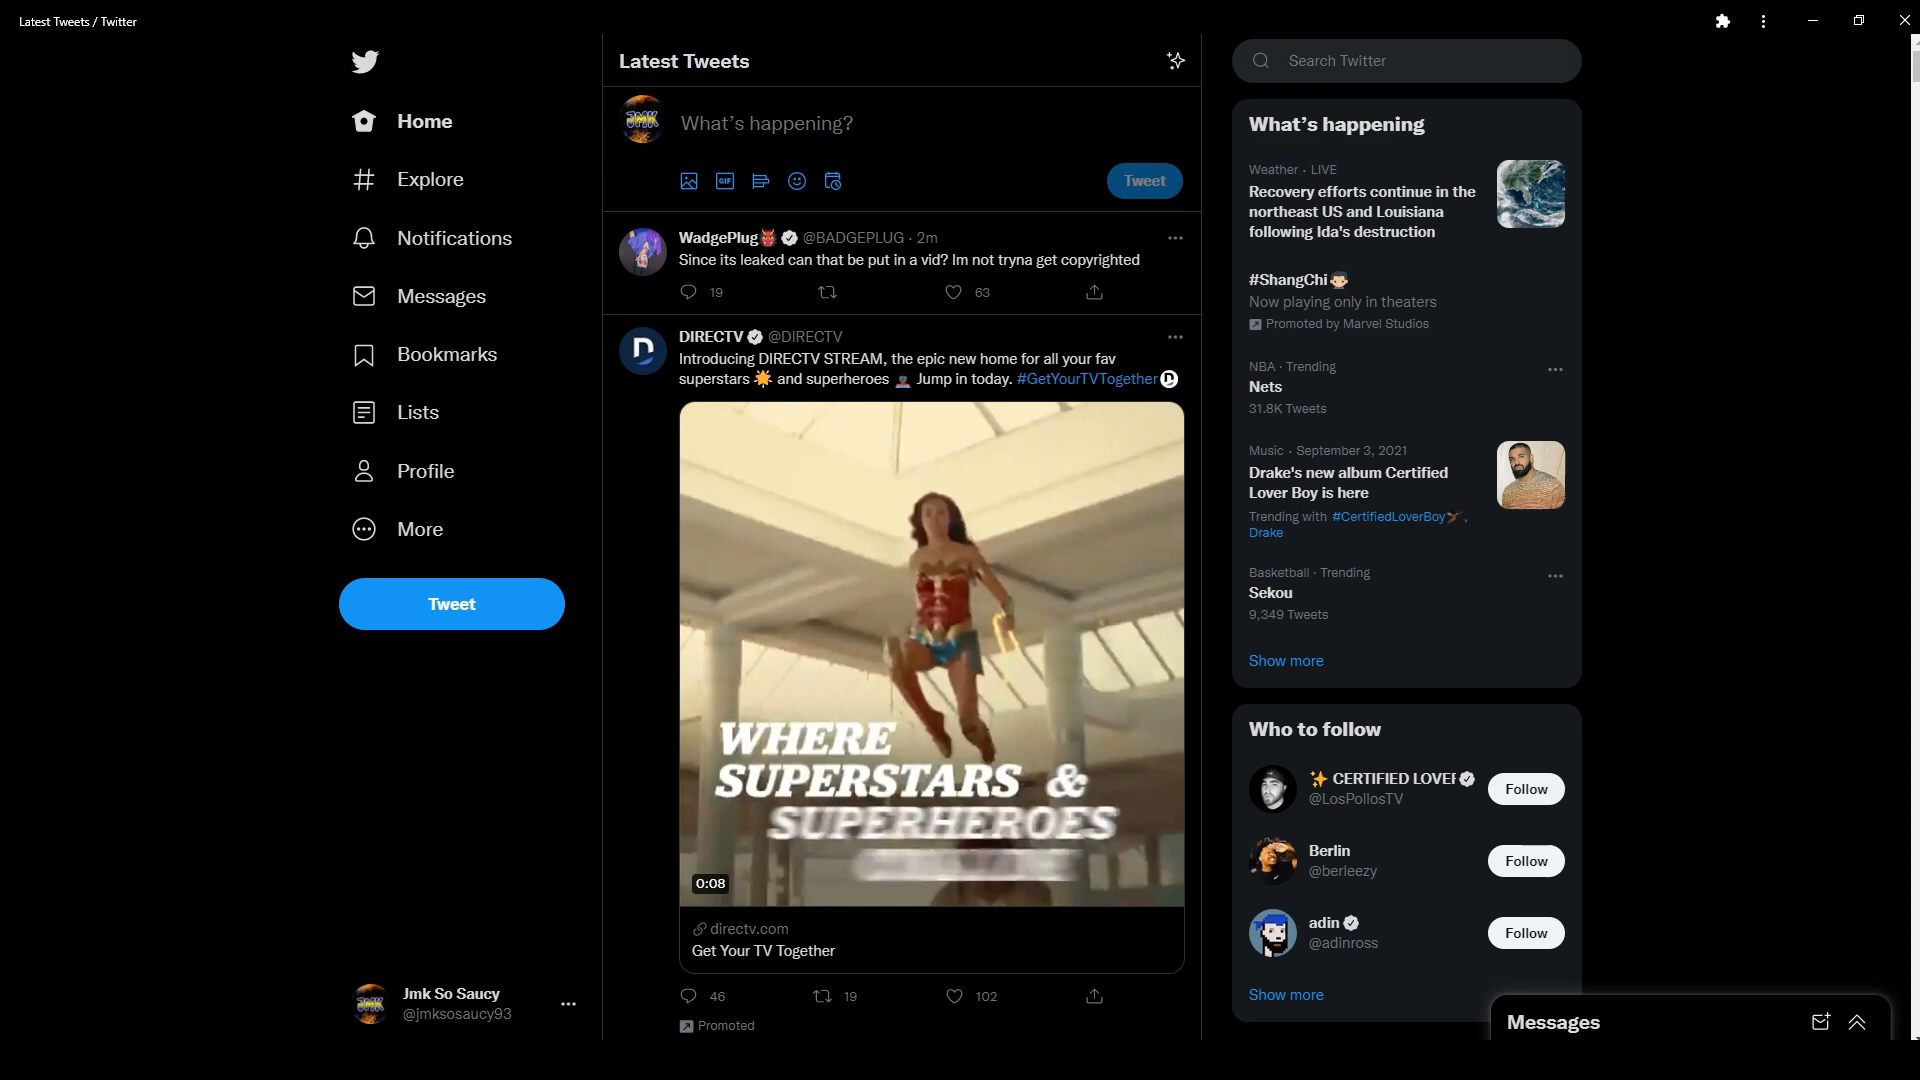 Latest Tweets / Twitter
Home
Explore
Notifications
Messages
Bookmarks
Lists
Profile
More
Tweet
Jmk So Saucy
@jmksosaucy93
Latest Tweets
JMK
What's happening?
GIF
Tweet
WadgePlug👹 @BADGEPLUG · 2m
Since its leaked can that be put in a vid? Im not tryna get copyrighted
19
63
DIRECTV @DIRECTV
Introducing DIRECTV STREAM, the epic new home for all your fav
superstars 🌟 and superheroes 🦹🏾 Jump in today. #GetYourTVTogether
WHERE
SUPERSTARS &
SUPERHEROES
0:08
directv.com
Get Your TV Together
46
19
102
Promoted
Search Twitter
What's happening
Weather · LIVE
Recovery efforts continue in the
northeast US and Louisiana
following Ida's destruction
#ShangChi
Now playing only in theaters
Promoted by Marvel Studios
NBA · Trending
Nets
31.8K Tweets
Music · September 3, 2021
Drake's new album Certified
Lover Boy is here
Trending with #CertifiedLoverBoy,
Drake
Basketball · Trending
Sekou
9,349 Tweets
Show more
Who to follow
✨ CERTIFIED LOVER
@LosPollosTV
Follow
Berlin
@berleezy
Follow
adin
@adinross
Follow
Show more
Messages